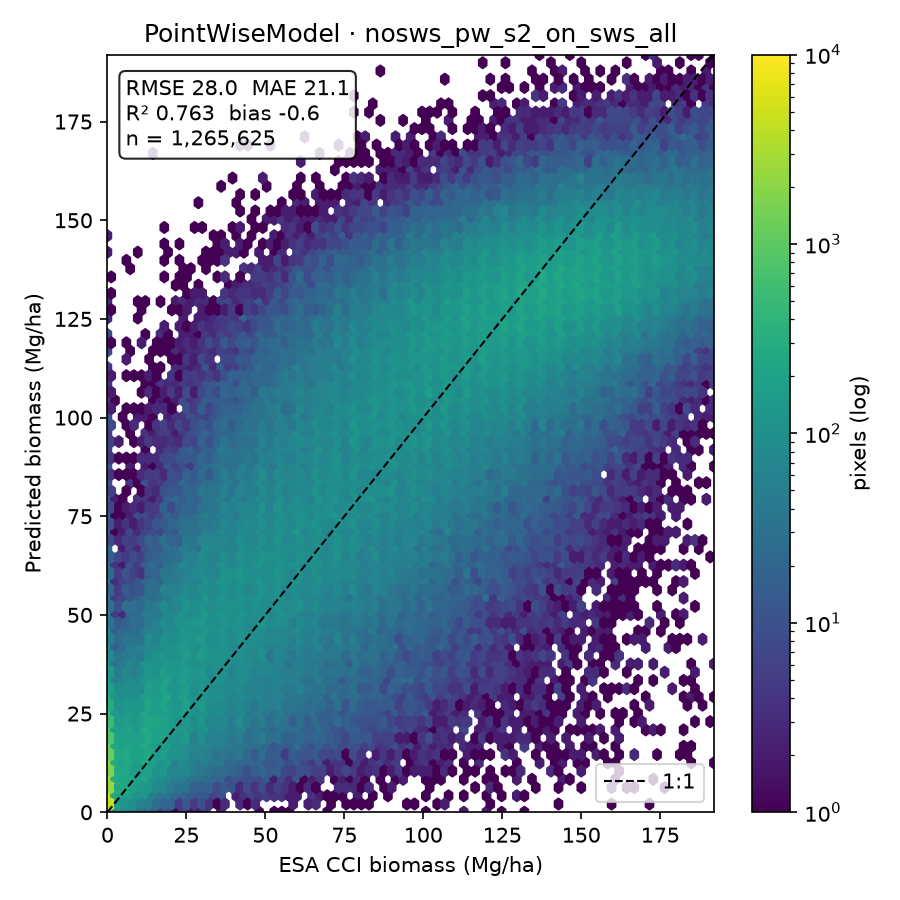 PointWiseModel · nosws_pw_s2_on_sws_all
RMSE 28.0  MAE 21.1
R² 0.763  bias -0.6
n = 1,265,625
175
150
125
100
75
50
25
0
Predicted biomass (Mg/ha)
0 25 50 75 100 125 150 175
ESA CCI biomass (Mg/ha)
1:1
10⁴
10³
10²
10¹
10⁰
pixels (log)